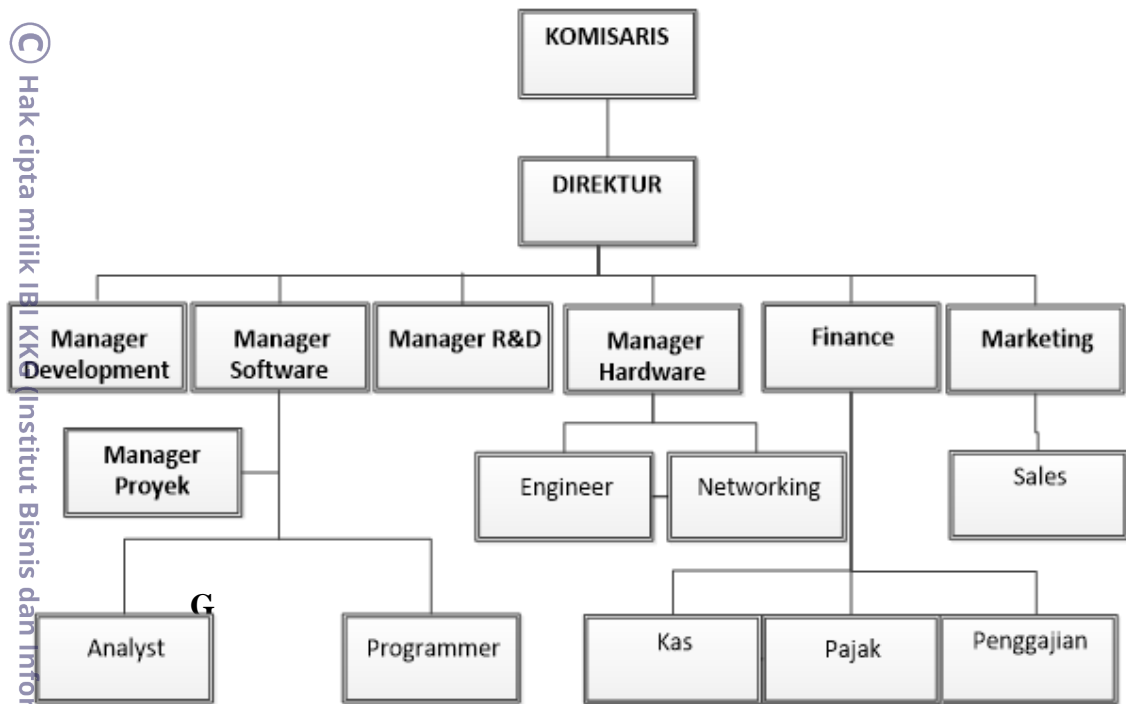 KOMISARIS
DIREKTUR
Manager
Development
Manager
Software
Manager R&D
Manager
Hardware
Finance
Marketing
Manager
Proyek
Engineer
Networking
Sales
G
Analyst
Programmer
Kas
Pajak
Penggajian
© Hak cipta milik IBI KKG (Institut Bisnis dan Infor